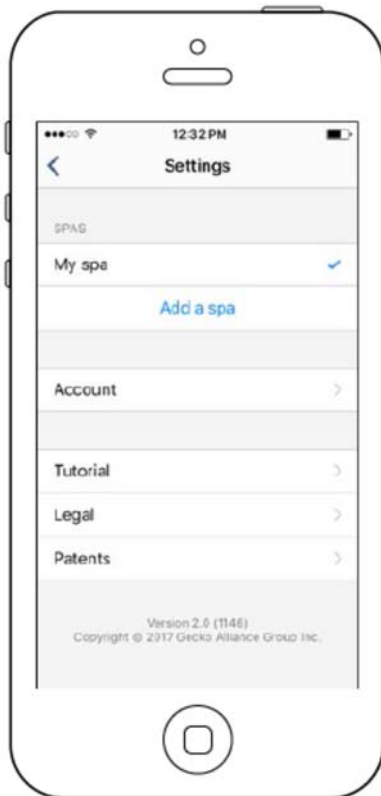 12:32 PM
Settings
SPAS
My spa
Add a spa
Account
Tutorial
Legal
Patents
Version 2.0 (1146)
Copyright © 2017 Gecko Alliance Group Inc.